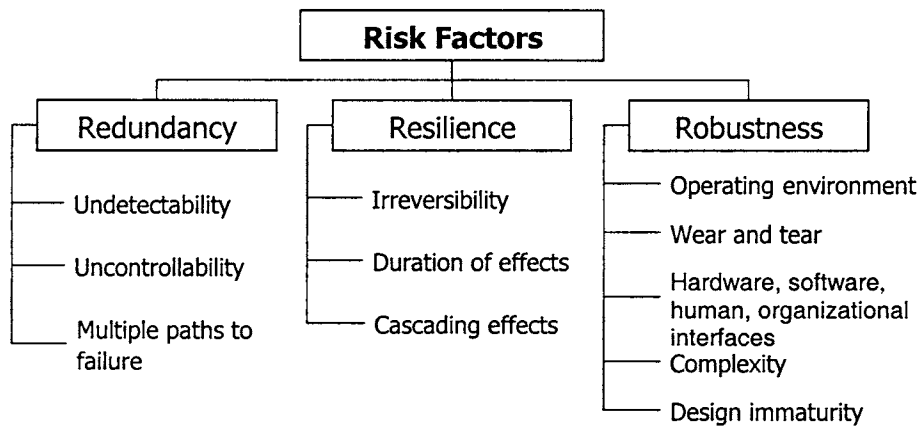 Risk Factors
Redundancy
Undetectability
Uncontrollability
Multiple paths to
failure
Resilience
Irreversibility
Duration of effects
Cascading effects
Robustness
Operating environment
Wear and tear
Hardware, software,
human, organizational
interfaces
Complexity
Design immaturity